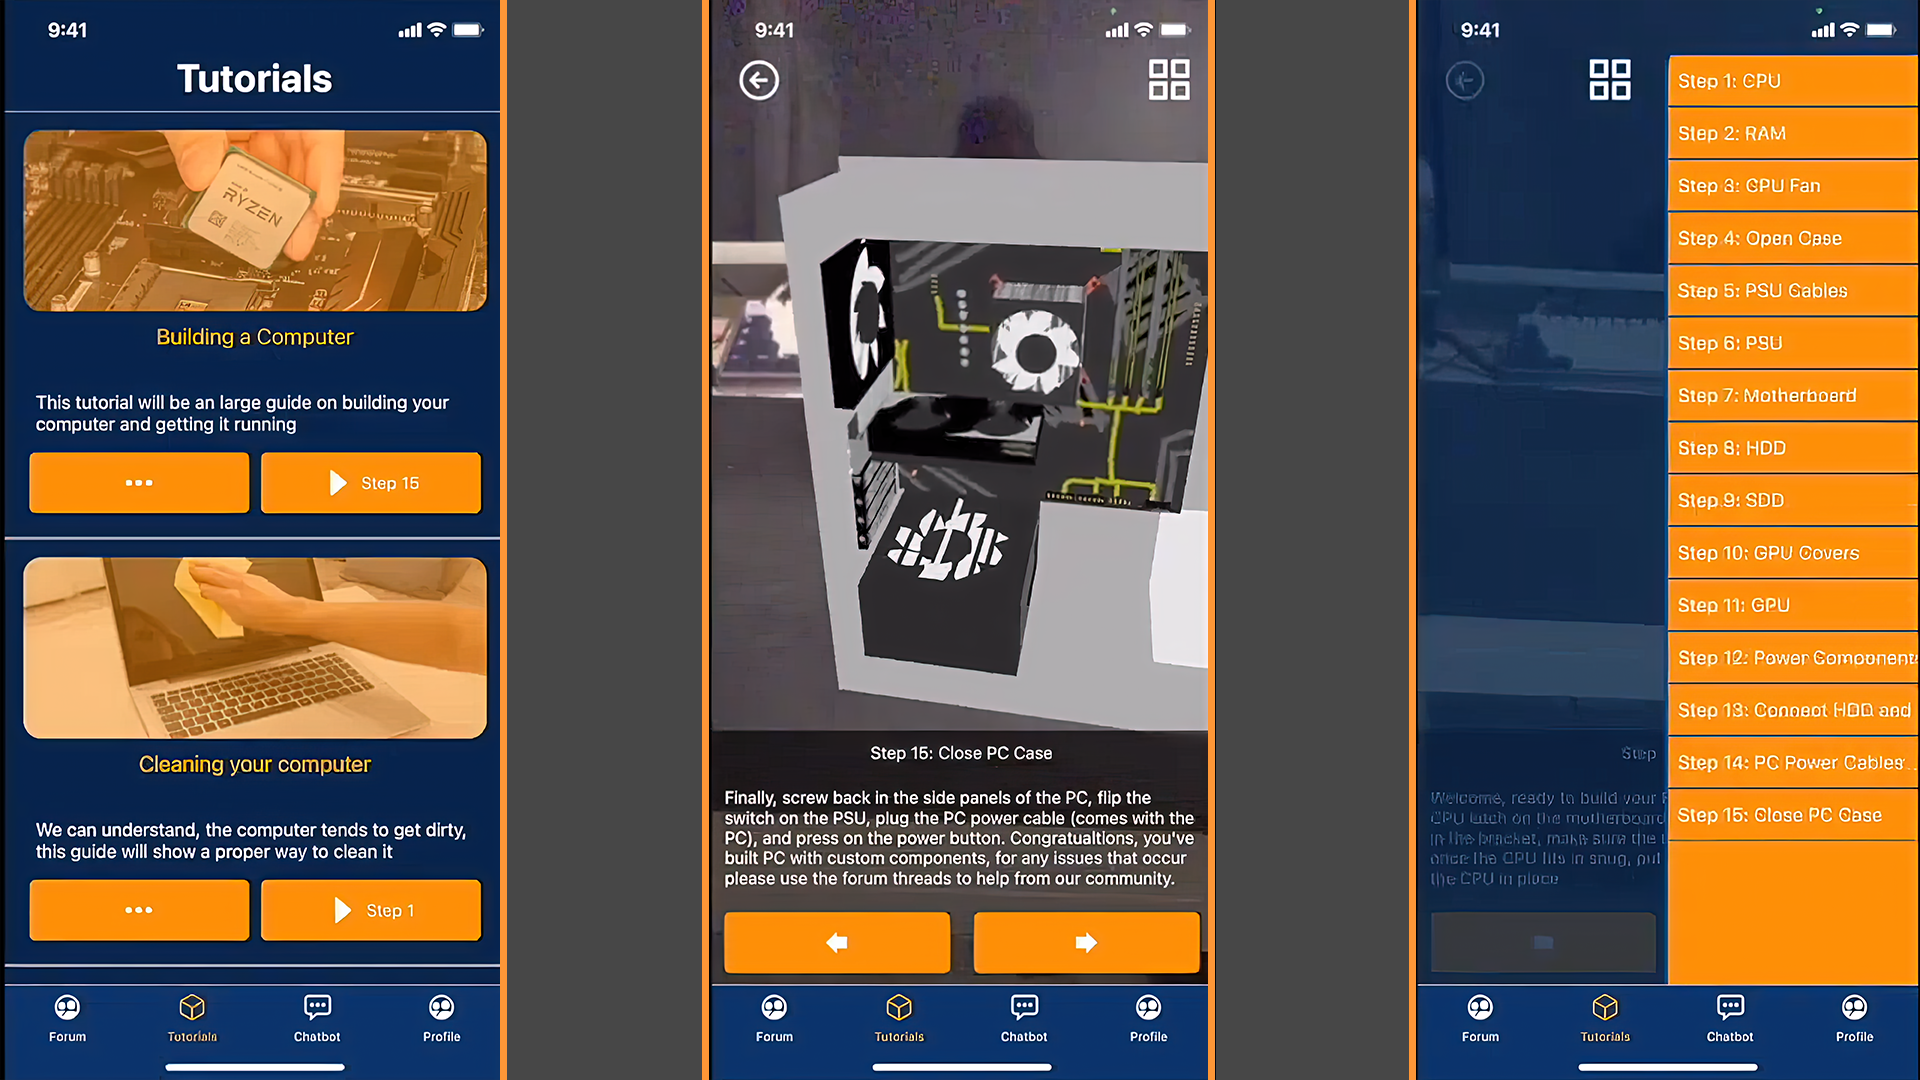 9:41
Tutorials
RYZEN
Building a Computer
This tutorial will be an large guide on building your
computer and getting it running
Step 15
Cleaning your computer
We can understand, the computer tends to get dirty,
this guide will show a proper way to clean it
Step 1
Forum
Tutorials
Chatbot
Profile
9:41
Step 15: Close PC Case
Finally, screw back in the side panels of the PC, flip the
switch on the PSU, plug the PC power cable (comes with the
PC), and press on the power button. Congratualtions, you've
built PC with custom components, for any issues that occur
please use the forum threads to help from our community.
Forum
Tutorials
Chatbot
Profile
9:41
Step 1: CPU
Step 2: RAM
Step 3: CPU Fan
Step 4: Open Case
Step 5: PSU Cables
Step 6: PSU
Step 7: Motherboard
Step 8: HDD
Step 9: SDD
Step 10: GPU Covers
Step 11: GPU
Step 12: Power Component
Step 13: Connect HDD and
Step 14: PC Power Cables
Step 15: Close PC Case
Step
Welcome, ready to build your
CPU latch on the motherboard
in the bracket, make sure the
once the CPU fits in snug, put
the CPU in place
Forum
Tutorials
Chatbot
Profile